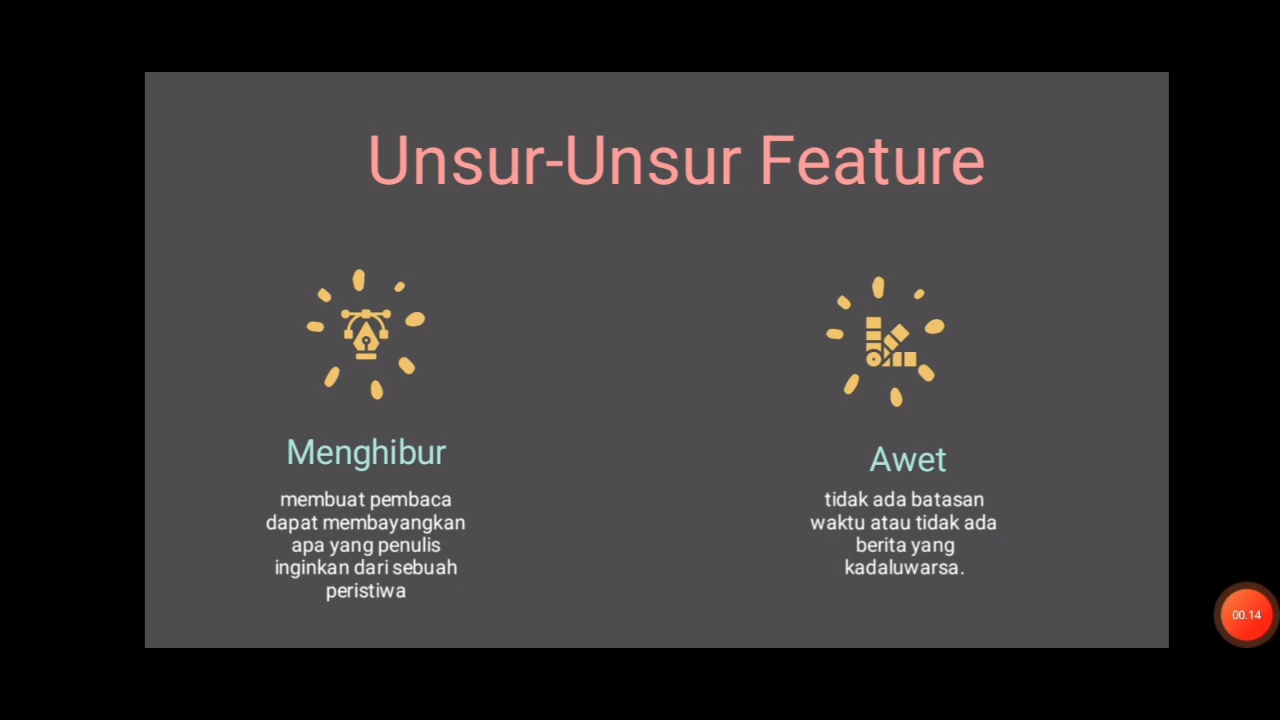 Unsur-Unsur Feature
Menghibur
membuat pembaca
dapat membayangkan
apa yang penulis
inginkan dari sebuah
peristiwa
Awet
tidak ada batasan
waktu atau tidak ada
berita yang
kadaluwarsa.
00.14